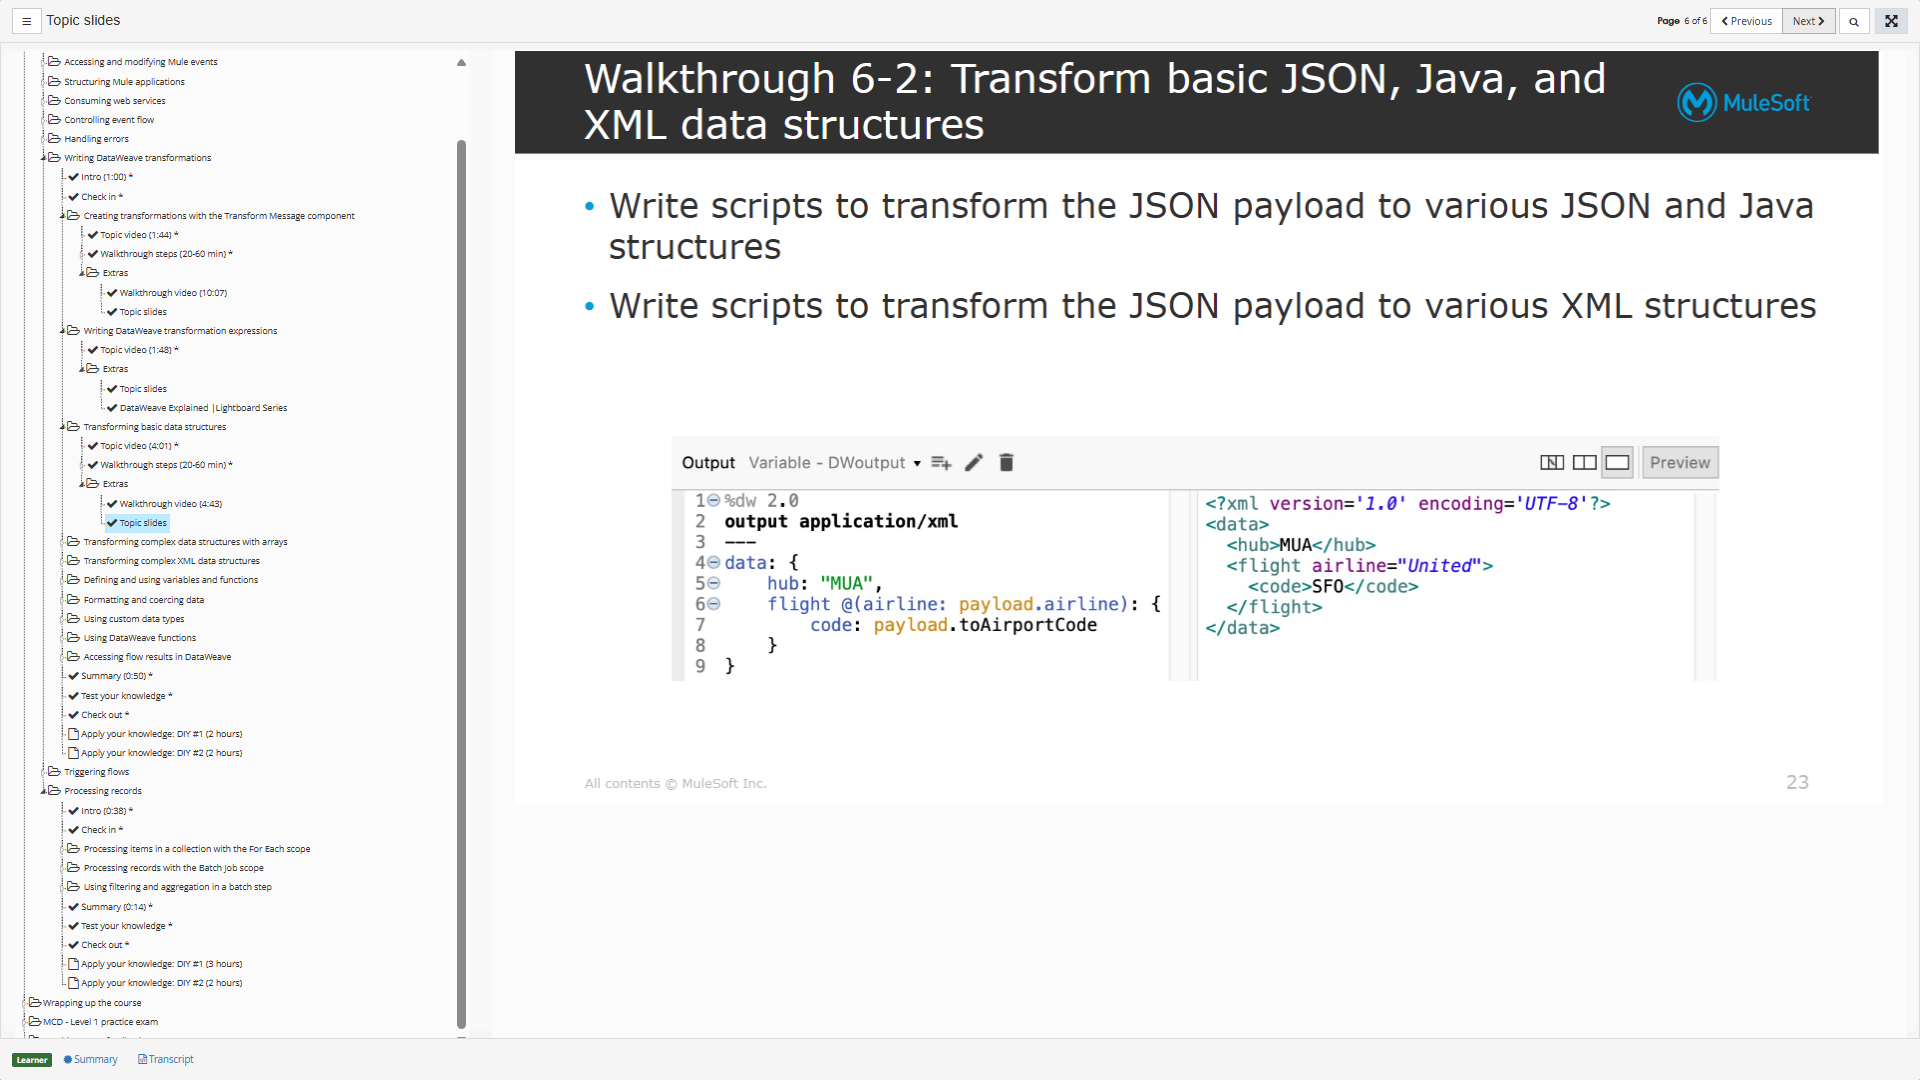 Topic slides
Page 6 of 6
Previous
Next
Accessing and modifying Mule events
Structuring Mule applications
Consuming web services
Controlling event flow
Handling errors
Writing DataWeave transformations
Intro (1:00) *
Check in *
Creating transformations with the Transform Message component
Topic video (1:44) *
Walkthrough steps (20-60 min) *
Extras
Walkthrough video (10:07)
Topic slides
Writing DataWeave transformation expressions
Topic video (1:48) *
Extras
Topic slides
DataWeave Explained |Lightboard Series
Transforming basic data structures
Topic video (4:01) *
Walkthrough steps (20-60 min) *
Extras
Walkthrough video (4:43)
Topic slides
Transforming complex data structures with arrays
Transforming complex XML data structures
Defining and using variables and functions
Formatting and coercing data
Using custom data types
Using DataWeave functions
Accessing flow results in DataWeave
Summary (0:50) *
Test your knowledge *
Check out *
Apply your knowledge: DIY #1 (2 hours)
Apply your knowledge: DIY #2 (2 hours)
Triggering flows
Processing records
Intro (0:38) *
Check in *
Processing items in a collection with the For Each scope
Processing records with the Batch Job scope
Using filtering and aggregation in a batch step
Summary (0:14) *
Test your knowledge *
Check out *
Apply your knowledge: DIY #1 (3 hours)
Apply your knowledge: DIY #2 (2 hours)
Wrapping up the course
MCD - Level 1 practice exam
Walkthrough 6-2: Transform basic JSON, Java, and
XML data structures
MuleSoft
• Write scripts to transform the JSON payload to various JSON and Java
structures
• Write scripts to transform the JSON payload to various XML structures
Output Variable - DWoutput
Preview
1 %dw 2.0
2 output application/xml
3 ---
4 data: {
5 hub: "MUA",
6 flight @(airline: payload.airline): {
7 code: payload.toAirportCode
8 }
9 }
<?xml version='1.0' encoding='UTF-8'?>
<data>
<hub>MUA</hub>
<flight airline="United">
<code>SFO</code>
</flight>
</data>
All contents © MuleSoft Inc.
23
Learner
Summary
Transcript